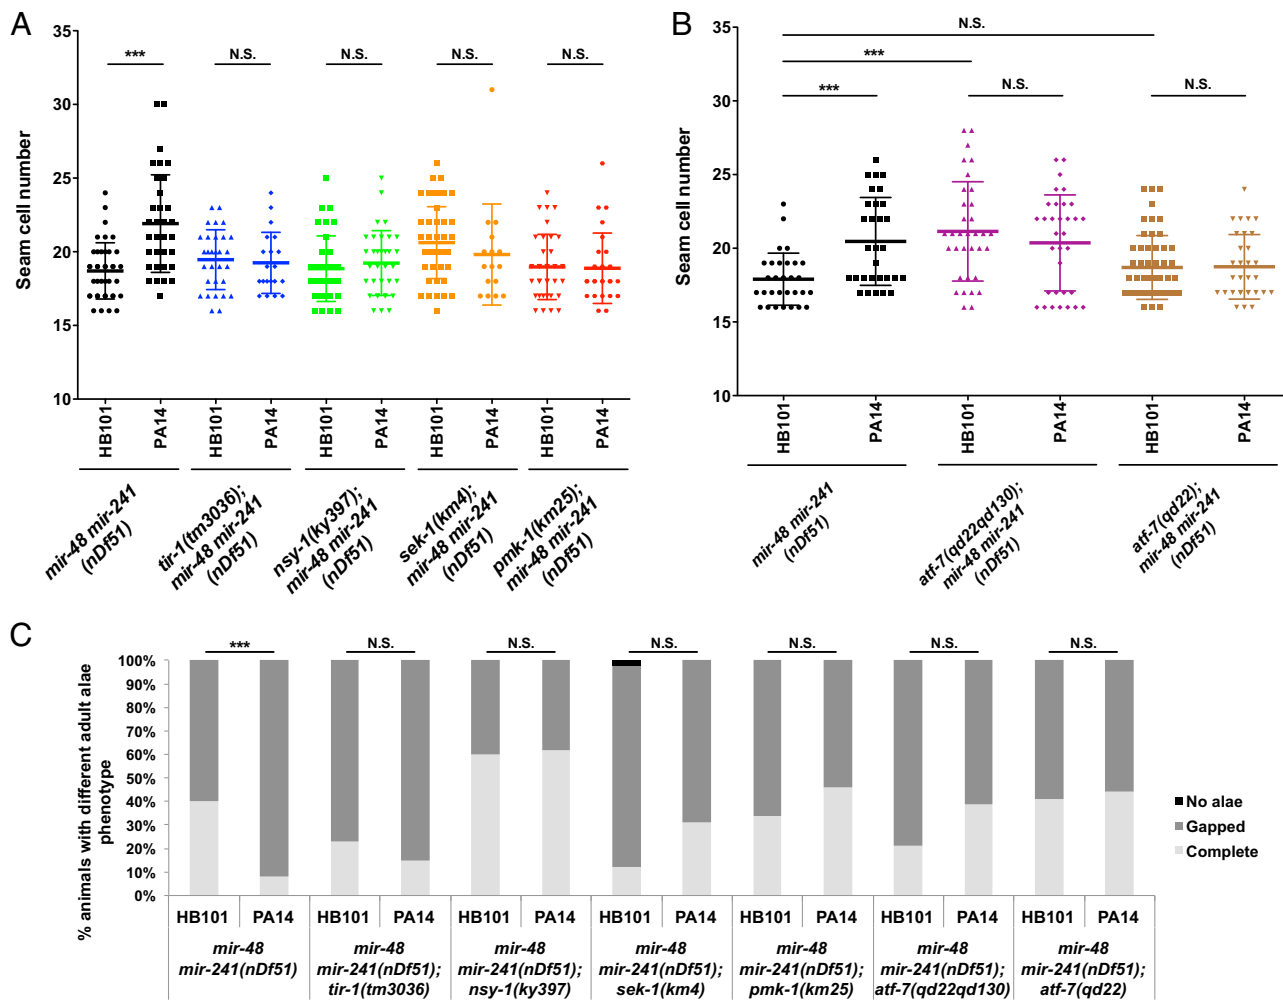 A
Seam cell number
35
30
25
20
15
10
***
N.S.
N.S.
N.S.
N.S.
HB101
PA14
HB101
PA14
HB101
PA14
HB101
PA14
HB101
PA14
mir-48 mir-241
(nDf51)
tir-1(tm3036);
mir-48 mir-241
(nDf51)
nsy-1(ky397);
mir-48 mir-241
(nDf51)
sek-1(km4);
mir-48 mir-241
(nDf51)
pmk-1(km25);
mir-48 mir-241
(nDf51)
B
Seam cell number
35
30
25
20
15
10
N.S.
***
***
N.S.
N.S.
HB101
PA14
HB101
PA14
HB101
PA14
mir-48 mir-241
(nDf51)
atf-7(qd22qd130);
mir-48 mir-241
(nDf51)
atf-7(qd22);
mir-48 mir-241
(nDf51)
C
% animals with different adult alae
phenotype
100%
90%
80%
70%
60%
50%
40%
30%
20%
10%
0%
***
N.S.
N.S.
N.S.
N.S.
N.S.
N.S.
No alae
Gapped
Complete
HB101 PA14 HB101 PA14 HB101 PA14 HB101 PA14 HB101 PA14 HB101 PA14 HB101 PA14
mir-48
mir-241(nDf51)
mir-48
mir-241(nDf51);
tir-1(tm3036)
mir-48
mir-241(nDf51);
nsy-1(ky397)
mir-48
mir-241(nDf51);
sek-1(km4)
mir-48
mir-241(nDf51);
pmk-1(km25)
mir-48
mir-241(nDf51);
atf-7(qd22qd130)
mir-48
mir-241(nDf51);
atf-7(qd22)